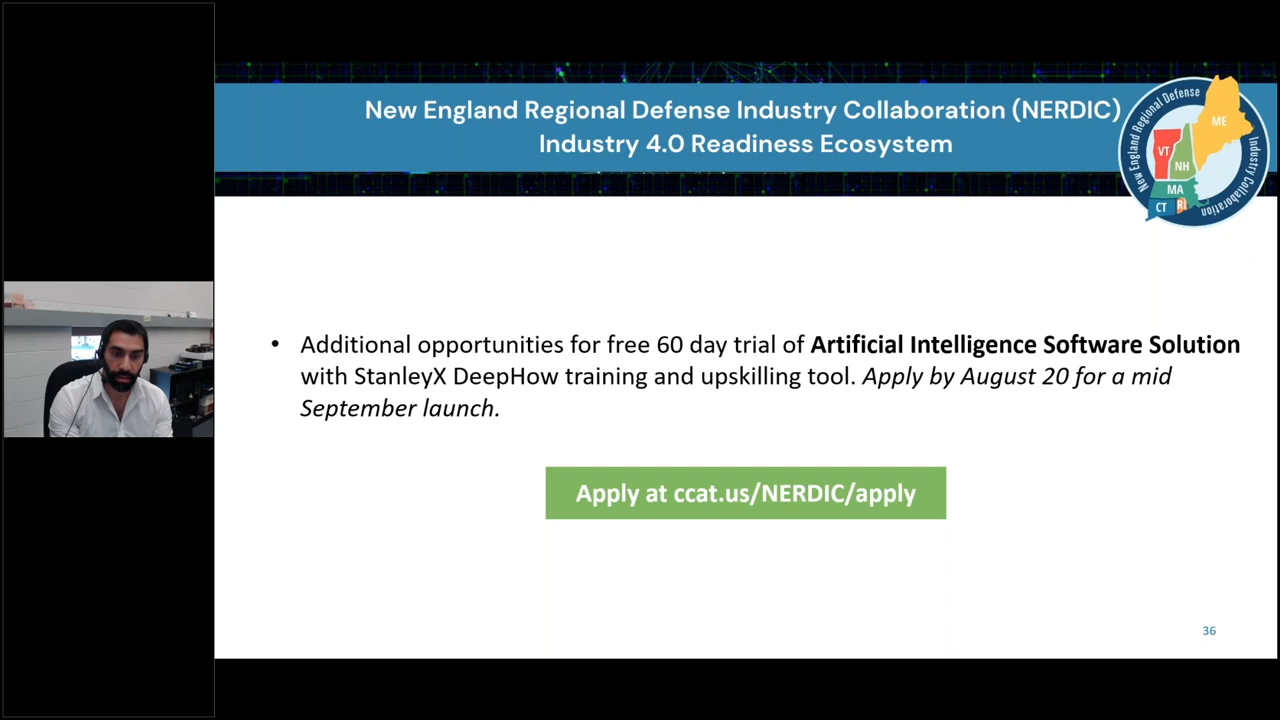 New England Regional Defense Industry Collaboration (NERDIC)
Industry 4.0 Readiness Ecosystem
New England Regional Defense
Industry Collaboration
ME
VT
NH
MA
CT
RI
• Additional opportunities for free 60 day trial of Artificial Intelligence Software Solution
with StanleyX DeepHow training and upskilling tool. Apply by August 20 for a mid
September launch.
Apply at ccat.us/NERDIC/apply
36